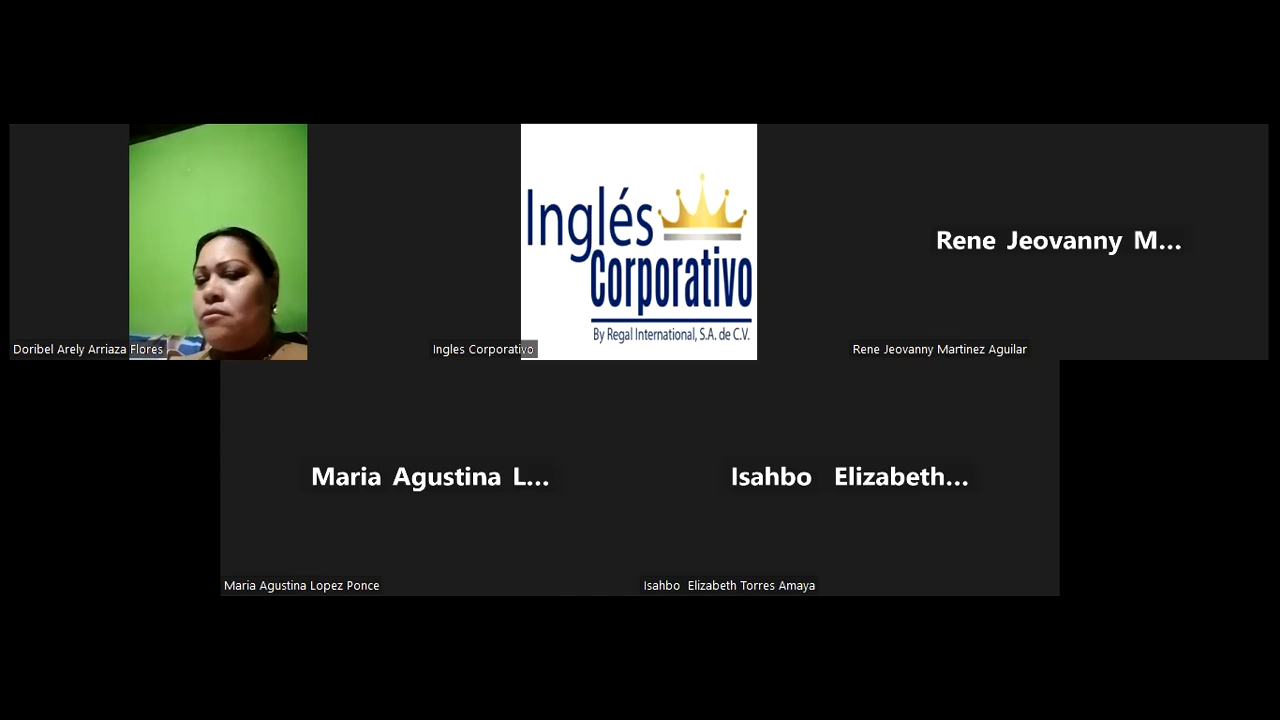 Inglés
Corporativo
By Regal International, S.A. de C.V.
Rene Jeovanny M...
Doribel Arely Arriaza Flores
Ingles Corporativo
Rene Jeovanny Martinez Aguilar
Maria Agustina L...
Isahbo Elizabeth...
Maria Agustina Lopez Ponce
Isahbo Elizabeth Torres Amaya